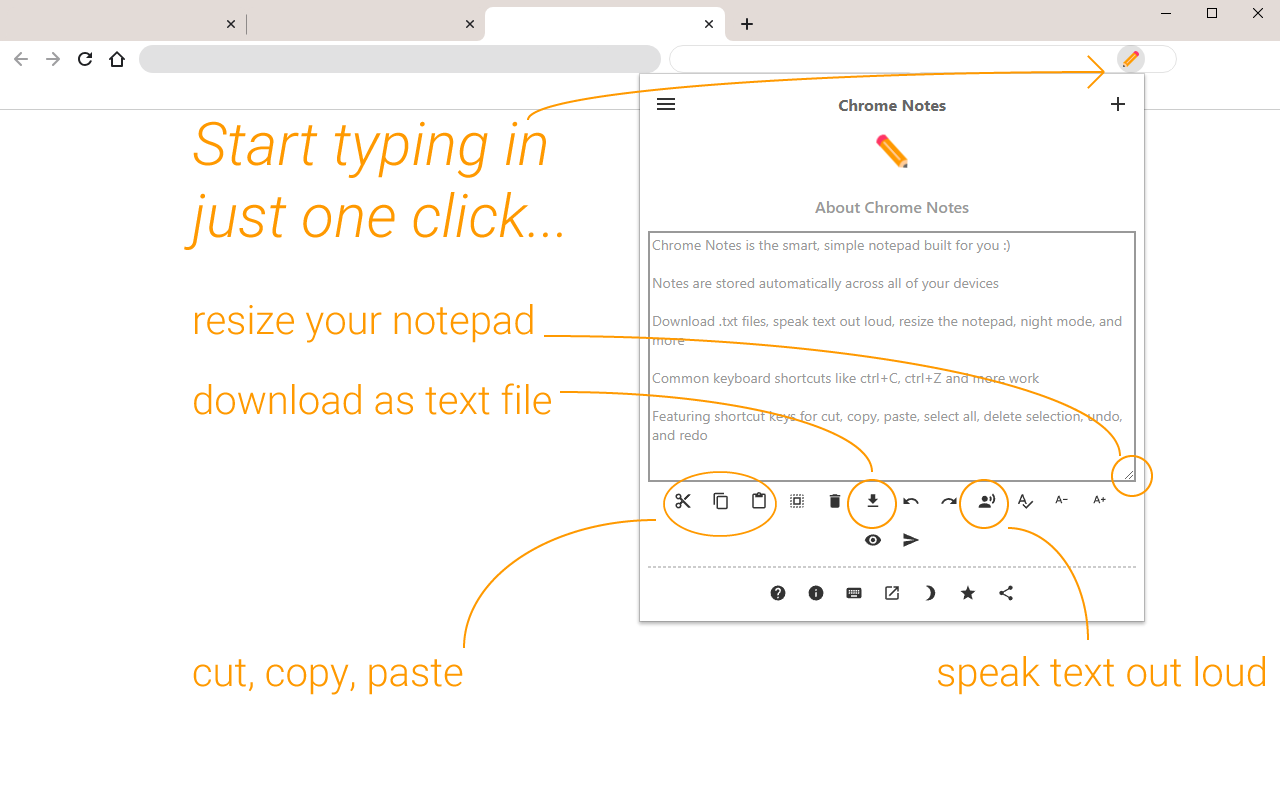 Chrome Notes
Start typing in
just one click...
About Chrome Notes
Chrome Notes is the smart, simple notepad built for you :)
Notes are stored automatically across all of your devices
Download .txt files, speak text out loud, resize the notepad, night mode, and
more
Common keyboard shortcuts like ctrl+C, ctrl+Z and more work
Featuring shortcut keys for cut, copy, paste, select all, delete selection, undo,
and redo
resize your notepad
download as text file
A-
A+
cut, copy, paste
speak text out loud